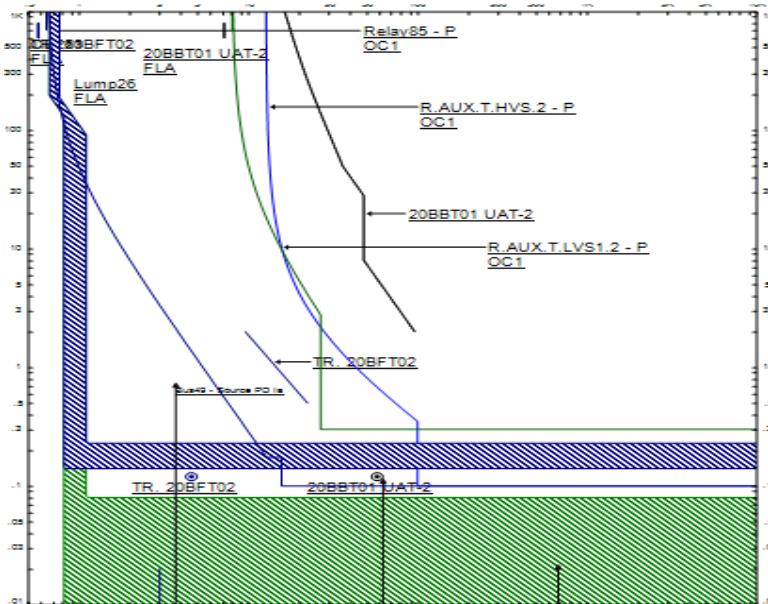 1K
500
300
100
50
30
10
5
3
1
.5
.3
.1
.05
.03
.01
Relay85 - P
OC1
20BBT01 UAT-2
FLA
Lump26
FLA
R.AUX.T.HVS.2 - P
OC1
20BBT01 UAT-2
R.AUX.T.LVS1.2 - P
OC1
TR. 20BFT02
TR. 20BFT02
20BBT01 UAT-2